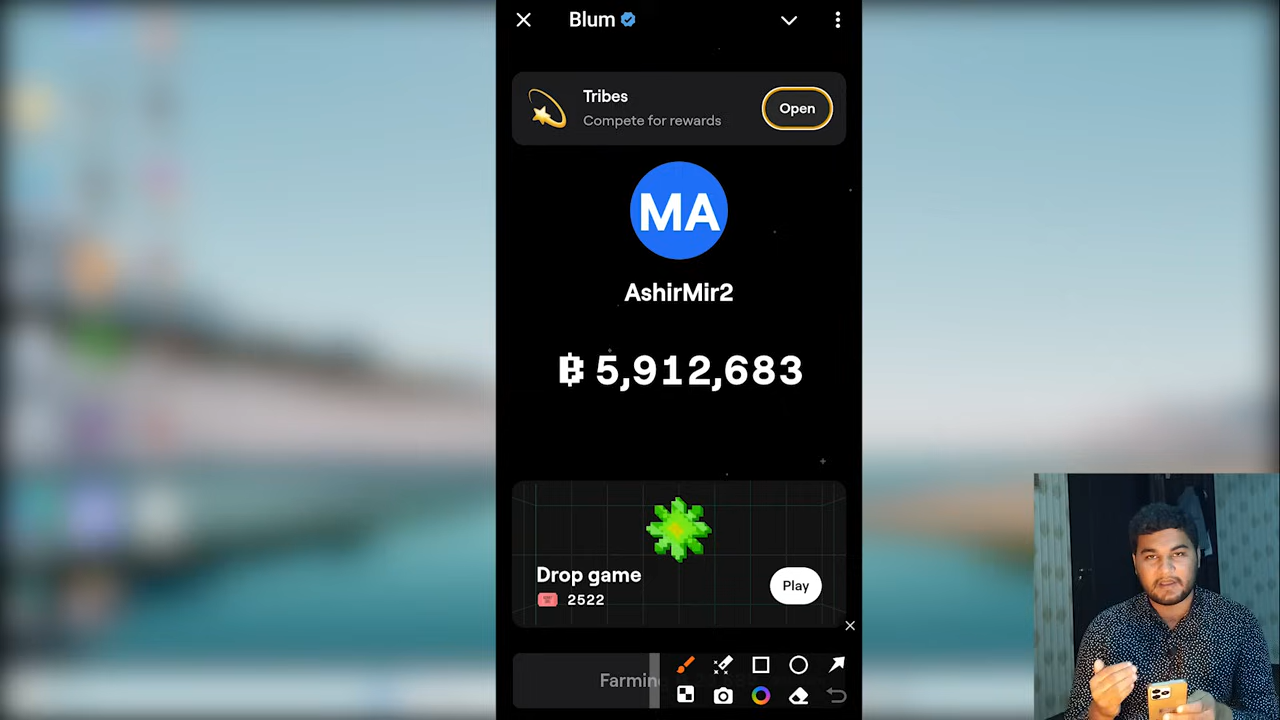 Blum
Tribes
Compete for rewards
Open
MA
AshirMir2
5,912,683
Drop game
2522
Play
Farmin